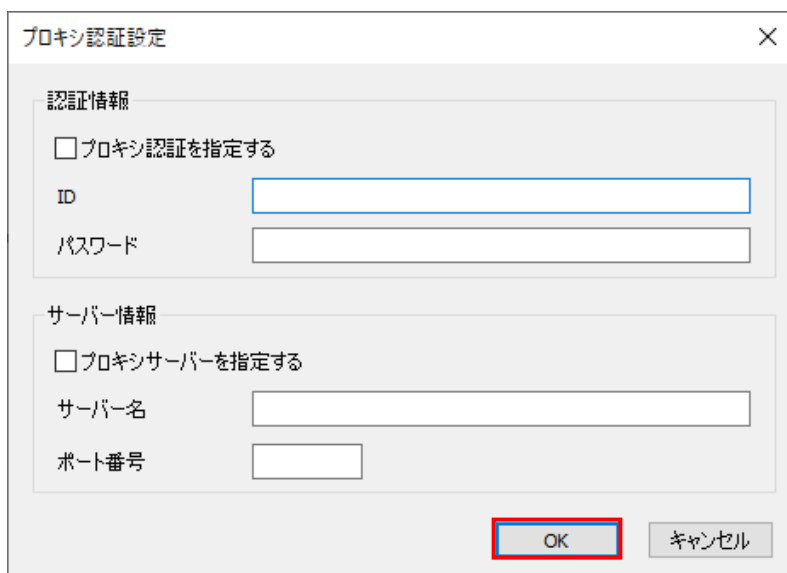 プロキシ認証設定
認証情報
プロキシ認証を指定する
ID
パスワード
サーバー情報
プロキシサーバーを指定する
サーバー名
ポート番号
OK
キャンセル